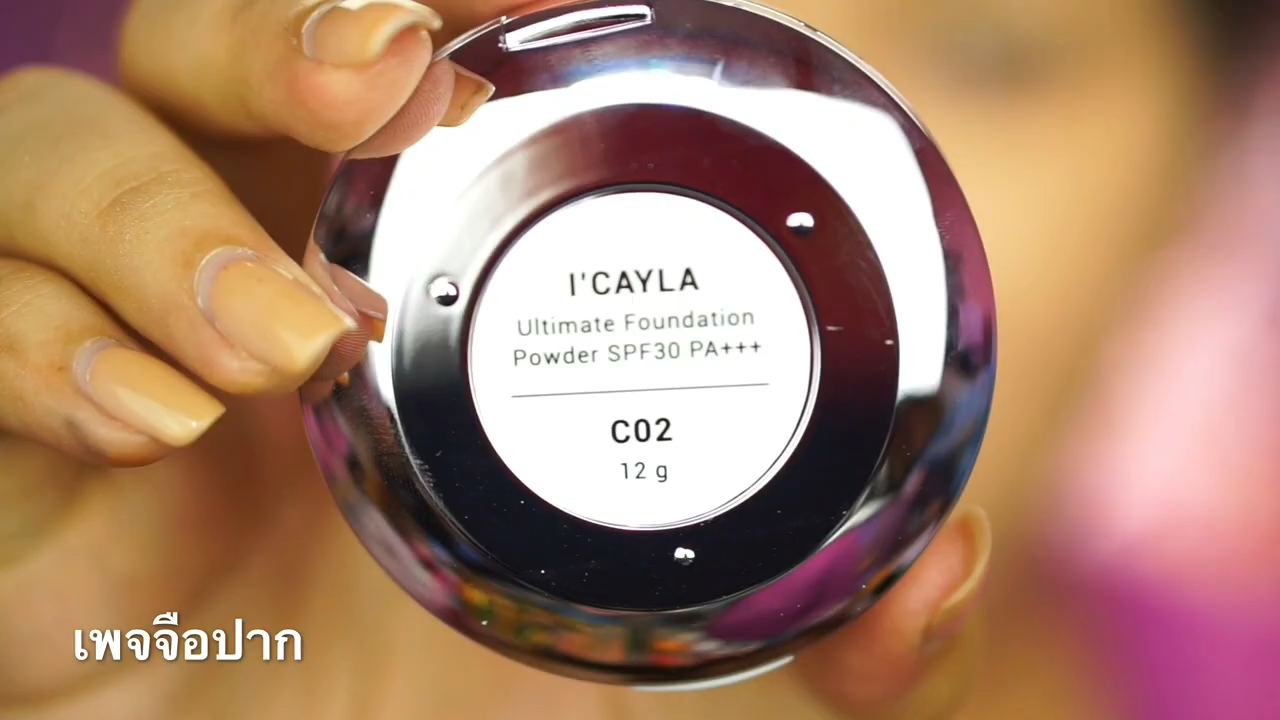 I'CAYLA
Ultimate Foundation
Powder SPF30 PA+++
C02
12 g
เพจจือปาก